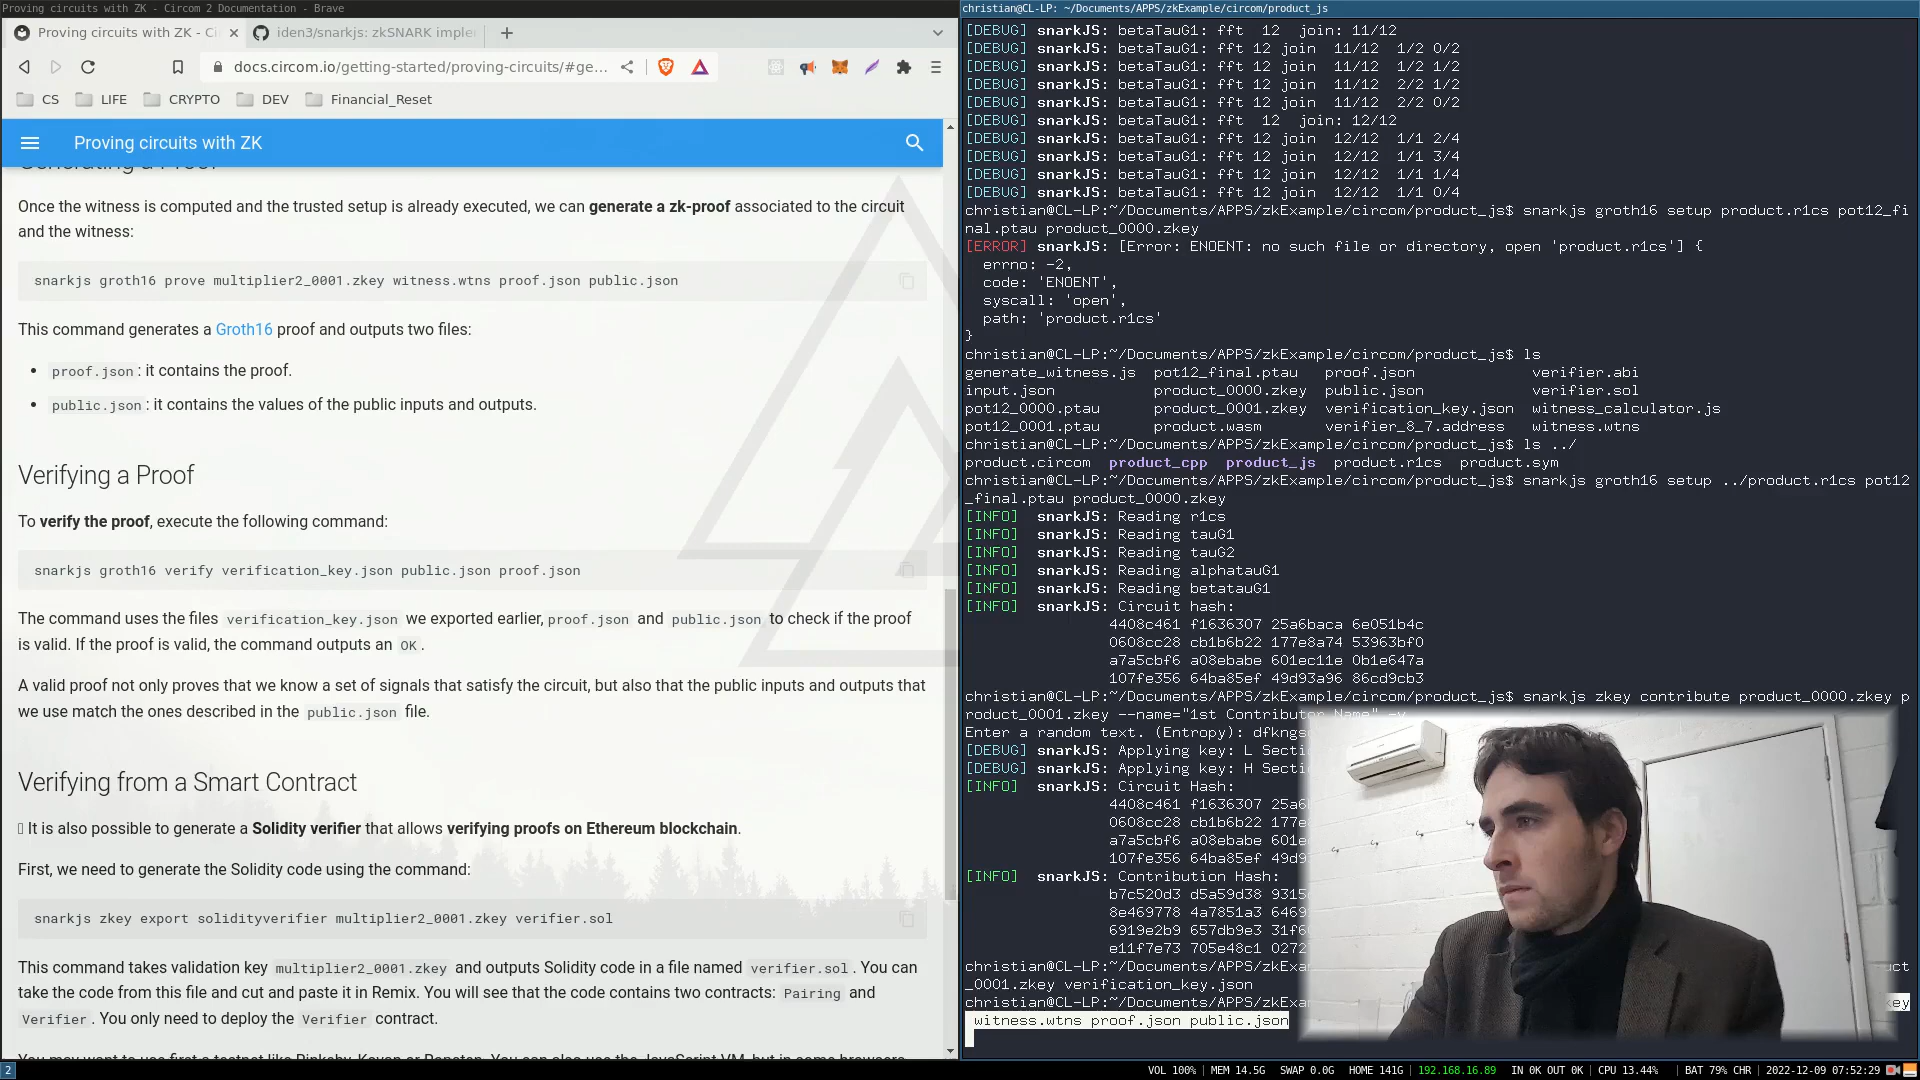 Proving circuits with ZK - Circom 2 Documentation - Brave
Proving circuits with ZK - Ci
iden3/snarkjs: zkSNARK imple
docs.circom.io/getting-started/proving-circuits/#ge...
CS LIFE CRYPTO DEV Financial_Reset
Proving circuits with ZK
Generating a Proof
Once the witness is computed and the trusted setup is already executed, we can generate a zk-proof associated to the circuit
and the witness:
snarkjs groth16 prove multiplier2_0001.zkey witness.wtns proof.json public.json
This command generates a Groth16 proof and outputs two files:
• proof.json : it contains the proof.
• public.json : it contains the values of the public inputs and outputs.
Verifying a Proof
To verify the proof, execute the following command:
snarkjs groth16 verify verification_key.json public.json proof.json
The command uses the files verification_key.json we exported earlier, proof.json and public.json to check if the proof
is valid. If the proof is valid, the command outputs an OK .
A valid proof not only proves that we know a set of signals that satisfy the circuit, but also that the public inputs and outputs that
we use match the ones described in the public.json file.
Verifying from a Smart Contract
It is also possible to generate a Solidity verifier that allows verifying proofs on Ethereum blockchain.
First, we need to generate the Solidity code using the command:
snarkjs zkey export solidityverifier multiplier2_0001.zkey verifier.sol
This command takes validation key multiplier2_0001.zkey and outputs Solidity code in a file named verifier.sol . You can
take the code from this file and cut and paste it in Remix. You will see that the code contains two contracts: Pairing and
Verifier . You only need to deploy the Verifier contract.
You may want to use first a testnet like Rinkeby, Kovan or Ropsten. You can also use the JavaScript VM, but in some browsers
christian@CL-LP: ~/Documents/APPS/zkExample/circom/product_js
[DEBUG] snarkJS: betaTauG1: fft  12  join: 11/12
[DEBUG] snarkJS: betaTauG1: fft 12 join  11/12  1/2 0/2
[DEBUG] snarkJS: betaTauG1: fft 12 join  11/12  1/2 1/2
[DEBUG] snarkJS: betaTauG1: fft 12 join  11/12  2/2 1/2
[DEBUG] snarkJS: betaTauG1: fft 12 join  11/12  2/2 0/2
[DEBUG] snarkJS: betaTauG1: fft  12  join: 12/12
[DEBUG] snarkJS: betaTauG1: fft 12 join  12/12  1/1 2/4
[DEBUG] snarkJS: betaTauG1: fft 12 join  12/12  1/1 3/4
[DEBUG] snarkJS: betaTauG1: fft 12 join  12/12  1/1 1/4
[DEBUG] snarkJS: betaTauG1: fft 12 join  12/12  1/1 0/4
christian@CL-LP:~/Documents/APPS/zkExample/circom/product_js$ snarkjs groth16 setup product.r1cs pot12_fi
nal.ptau product_0000.zkey
[ERROR] snarkJS: [Error: ENOENT: no such file or directory, open 'product.r1cs'] {
errno: -2,
code: 'ENOENT',
syscall: 'open',
path: 'product.r1cs'
}
christian@CL-LP:~/Documents/APPS/zkExample/circom/product_js$ ls
generate_witness.js  pot12_final.ptau   proof.json             verifier.abi
input.json           product_0000.zkey  public.json            verifier.sol
pot12_0000.ptau      product_0001.zkey  verification_key.json  witness_calculator.js
pot12_0001.ptau      product.wasm       verifier_8_7.address   witness.wtns
christian@CL-LP:~/Documents/APPS/zkExample/circom/product_js$ ls ../
product.circom  product_cpp  product_js  product.r1cs  product.sym
christian@CL-LP:~/Documents/APPS/zkExample/circom/product_js$ snarkjs groth16 setup ../product.r1cs pot12
_final.ptau product_0000.zkey
[INFO]  snarkJS: Reading r1cs
[INFO]  snarkJS: Reading tauG1
[INFO]  snarkJS: Reading tauG2
[INFO]  snarkJS: Reading alphatauG1
[INFO]  snarkJS: Reading betatauG1
[INFO]  snarkJS: Circuit hash:
4408c461 f1636307 25a6baca 6e051b4c
0608cc28 cb1b6b22 177e8a74 53963bf0
a7a5cbf6 a08ebabe 601ec11e 0b1e647a
107fe356 64ba85ef 49d93a96 86cd9cb3
christian@CL-LP:~/Documents/APPS/zkExample/circom/product_js$ snarkjs zkey contribute product_0000.zkey p
roduct_0001.zkey --name="1st Contributor Name" -v
Enter a random text. (Entropy): dfkngs
[DEBUG] snarkJS: Applying key: L Secti
[DEBUG] snarkJS: Applying key: H Secti
[INFO]  snarkJS: Circuit Hash:
4408c461 f1636307 25a6
0608cc28 cb1b6b22 177e
a7a5cbf6 a08ebabe 601e
107fe356 64ba85ef 49d9
[INFO]  snarkJS: Contribution Hash:
b7c520d3 d5a59d38 9315
8e469778 4a7851a3 6469
6919e2b9 657db9e3 31f6
e11f7e73 705e48c1 0272
christian@CL-LP:~/Documents/APPS/zkExa uct
_0001.zkey verification_key.json
christian@CL-LP:~/Documents/APPS/zkExa key
witness.wtns proof.json public.json
2
VOL 100% | MEM 14.5G SWAP 0.0G HOME 141G | 192.168.16.89 IN 0K OUT 0K | CPU 13.44% | BAT 79% CHR | 2022-12-09 07:52:29